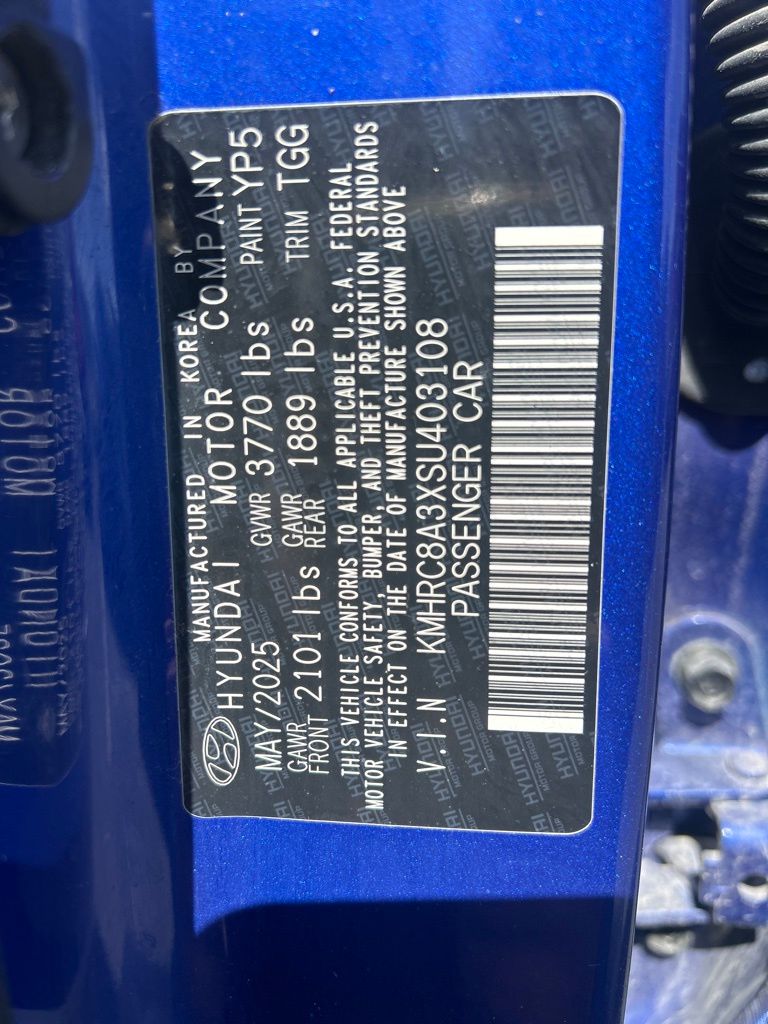 MANUFACTURED IN KOREA BY
HYUNDAI MOTOR COMPANY
MAY/2025 GVWR 3770 lbs PAINT YP5
GAWR FRONT 2101 lbs GAWR REAR 1889 lbs TRIM TGG
THIS VEHICLE CONFORMS TO ALL APPLICABLE U.S.A. FEDERAL
MOTOR VEHICLE SAFETY, BUMPER, AND THEFT PREVENTION STANDARDS
IN EFFECT ON THE DATE OF MANUFACTURE SHOWN ABOVE
V.I.N KMHRC8A3XSU403108
PASSENGER CAR